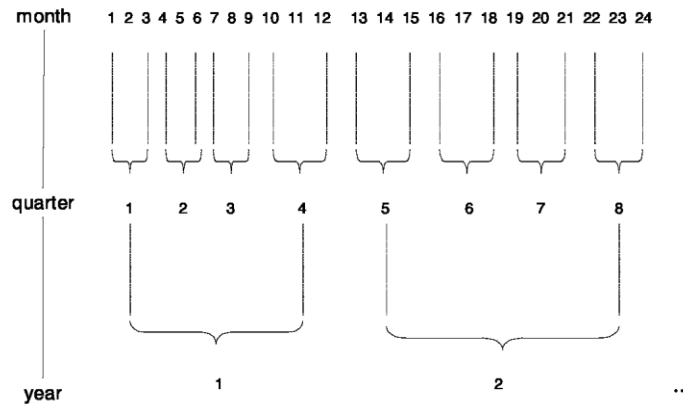 month 1 2 3 4 5 6 7 8 9 10 11 12 13 14 15 16 17 18 19 20 21 22 23 24
quarter 1 2 3 4 5 6 7 8
year 1 2 ..